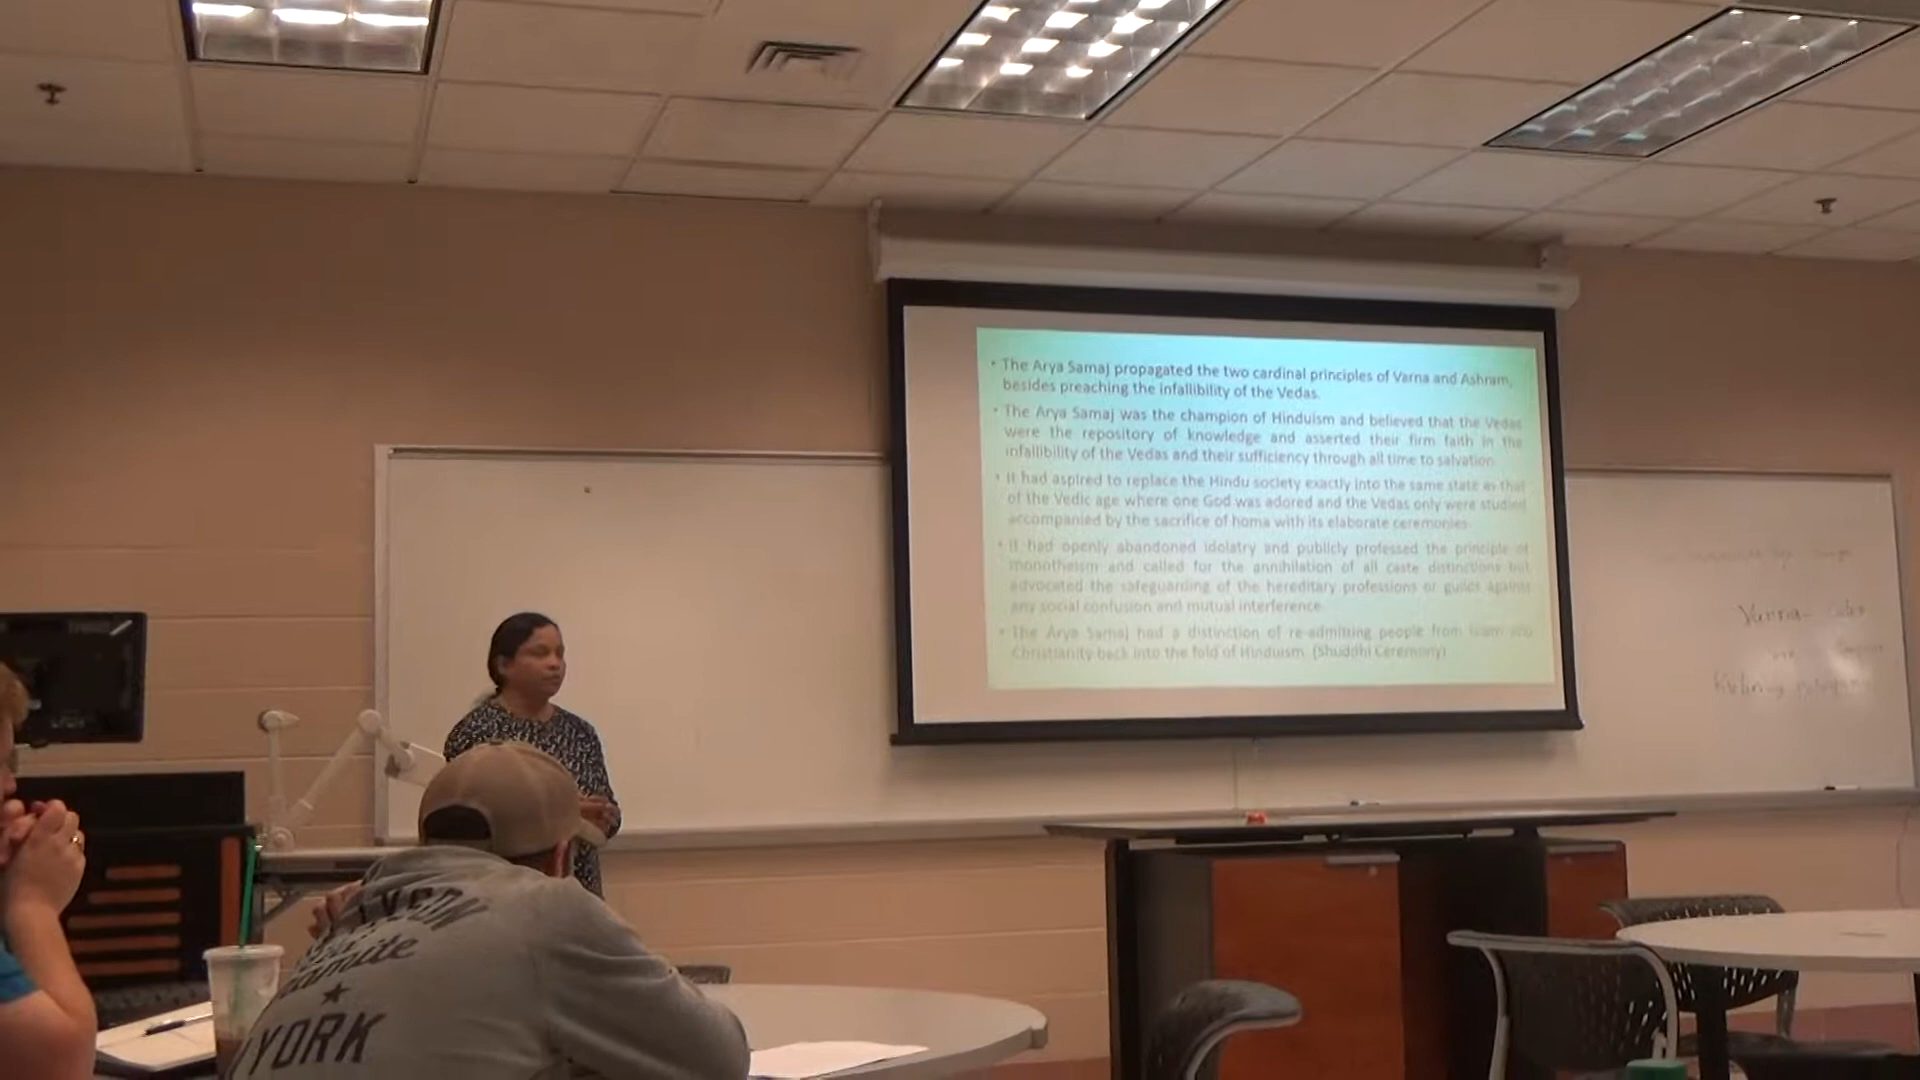 • The Arya Samaj propagated the two cardinal principles of Varna and Ashram,
besides preaching the infallibility of the Vedas.
• The Arya Samaj was the champion of Hinduism and believed that the Vedas
were the repository of knowledge and asserted their firm faith in the
infallibility of the Vedas and their sufficiency through all time to salvation.
• It had aspired to replace the Hindu society exactly into the same state as that
of the Vedic age where one God was adored and the Vedas only were studied
accompanied by the sacrifice of homa with its elaborate ceremonies.
• It had openly abandoned idolatry and publicly professed the principle of
monotheism and called for the annihilation of all caste distinctions but
advocated the safeguarding of the hereditary professions or guilds against
any social confusion and mutual interference.
• The Arya Samaj had a distinction of re-admitting people from Islam and
Christianity back into the fold of Hinduism. (Shuddhi Ceremony)
Varna-
YORK